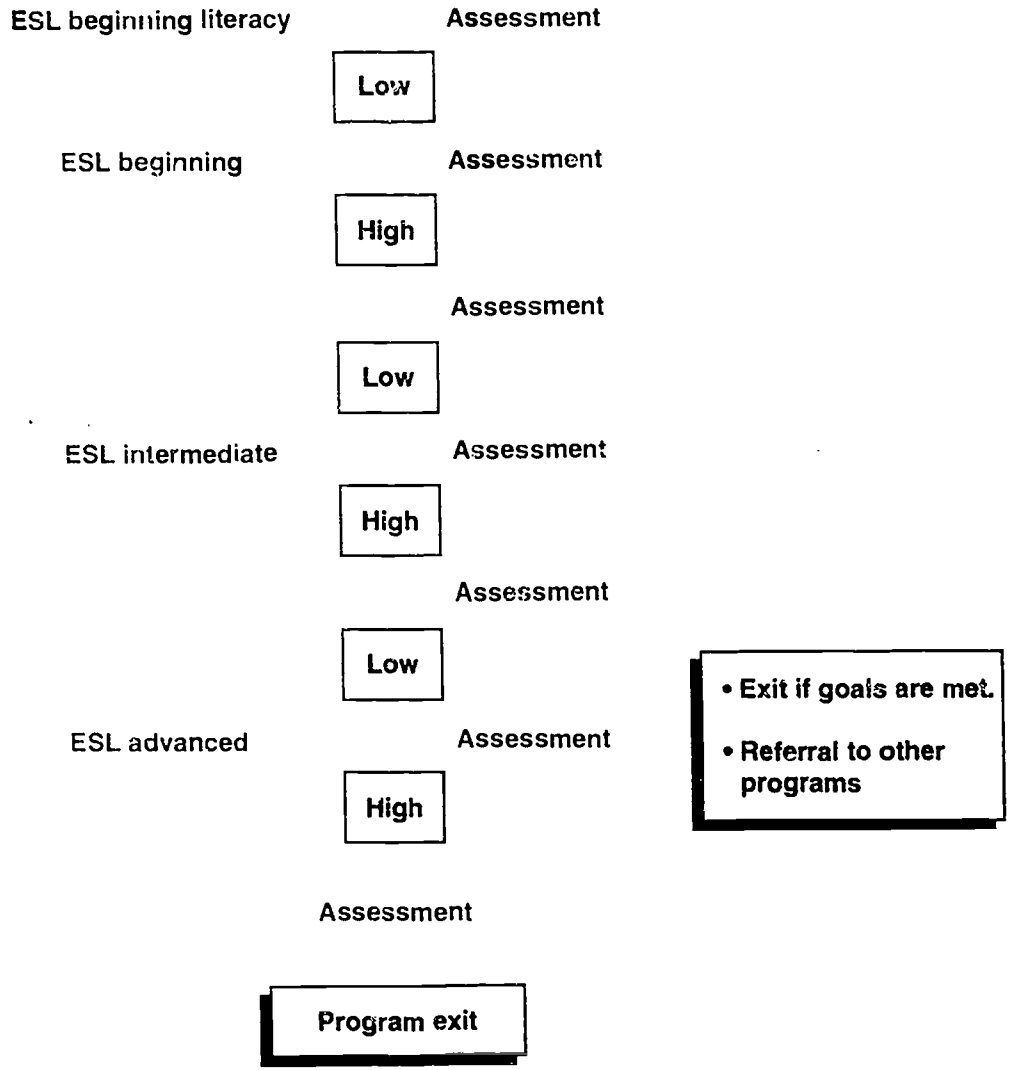 ESL beginning literacy
Assessment
Low
ESL beginning
Assessment
High
Assessment
Low
ESL intermediate
Assessment
High
Assessment
Low
• Exit if goals are met.
• Referral to other
programs
ESL advanced
Assessment
High
Assessment
Program exit